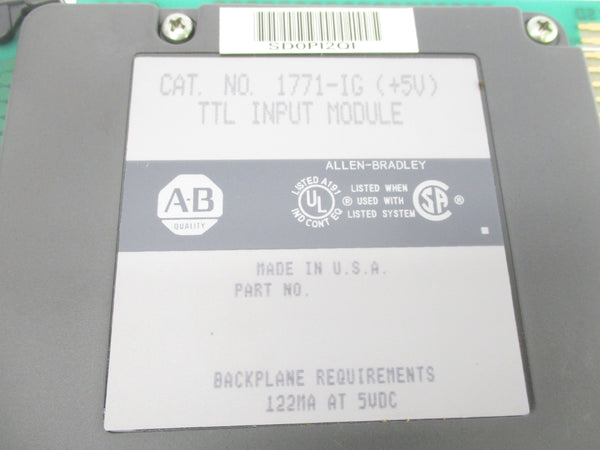 SD0P12Q1
CAT. NO. 1771-IG (+5V)
TTL INPUT MODULE
ALLEN-BRADLEY
A-B
QUALITY
LISTED A191
UL
IND CONT EQ
LISTED WHEN
® USED WITH
LISTED SYSTEM
SA ®
MADE IN U.S.A.
PART NO.
BACKPLANE REQUIREMENTS
122MA AT 5VDC